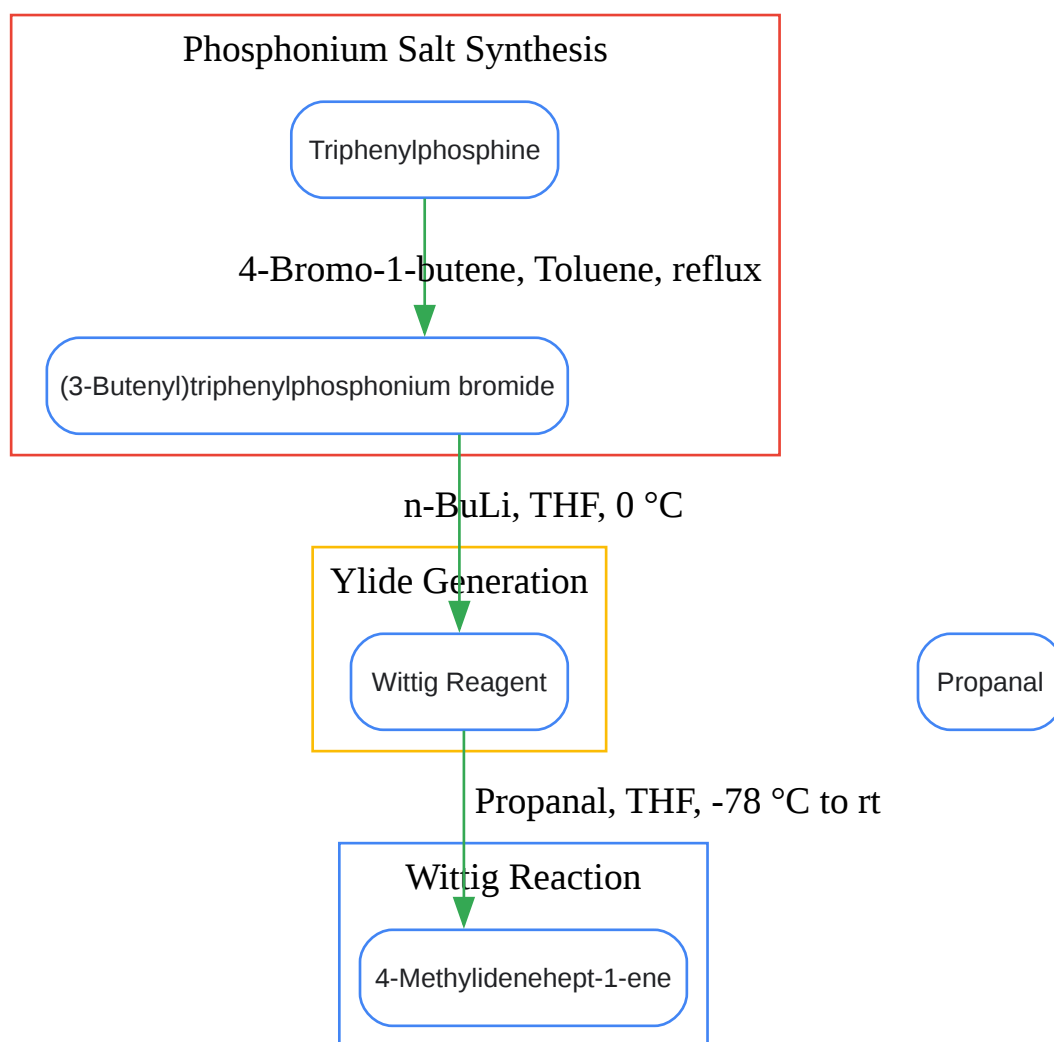 Phosphonium Salt Synthesis
Triphenylphosphine
4-Bromo-1-butene, Toluene, reflux
(3-Butenyl)triphenylphosphonium bromide
n-BuLi, THF, 0 °C
Ylide Generation
Wittig Reagent
Propanal
Propanal, THF, -78 °C to rt
Wittig Reaction
4-Methylidenehept-1-ene